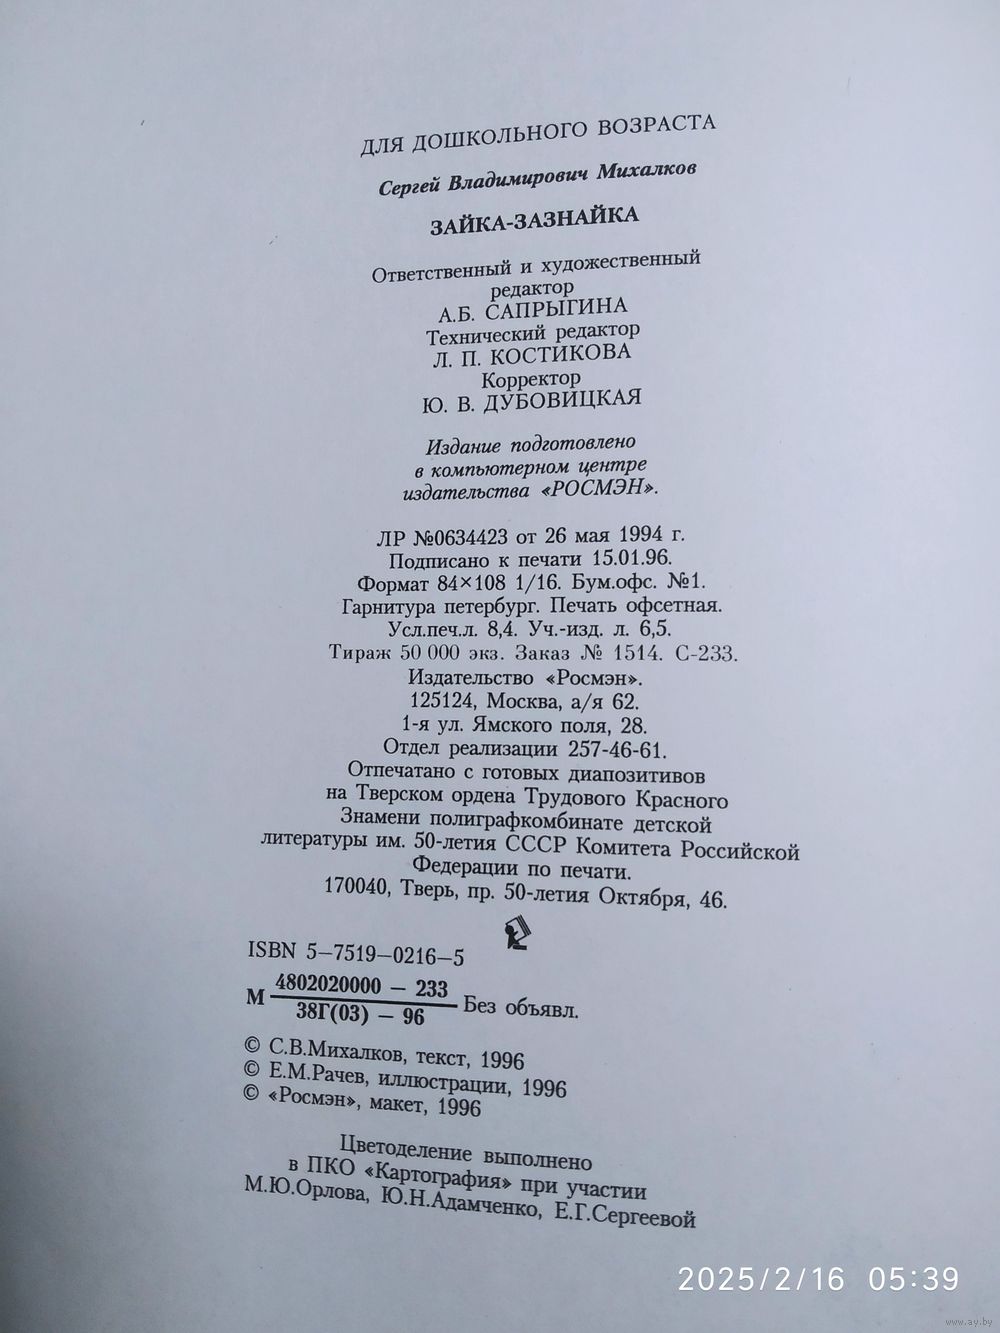 ДЛЯ ДОШКОЛЬНОГО ВОЗРАСТА
Сергей Владимирович Михалков
ЗАЙКА-ЗАЗНАЙКА
Ответственный и художественный
редактор
А.Б. САПРЫГИНА
Технический редактор
Л. П. КОСТИКОВА
Корректор
Ю. В. ДУБОВИЦКАЯ
Издание подготовлено
в компьютерном центре
издательства «РОСМЭН».
ЛР №0634423 от 26 мая 1994 г.
Подписано к печати 15.01.96.
Формат 84×108 1/16. Бум.офс. №1.
Гарнитура петербург. Печать офсетная.
Усл.печ.л. 8,4. Уч.-изд. л. 6,5.
Тираж 50 000 экз. Заказ № 1514. С-233.
Издательство «Росмэн».
125124, Москва, а/я 62.
1-я ул. Ямского поля, 28.
Отдел реализации 257-46-61.
Отпечатано с готовых диапозитивов
на Тверском ордена Трудового Красного
Знамени полиграфкомбинате детской
литературы им. 50-летия СССР Комитета Российской
Федерации по печати.
170040, Тверь, пр. 50-летия Октября, 46.
ISBN 5–7519–0216–5
М 4802020000 – 233
38Г(03) – 96 Без объявл.
© С.В.Михалков, текст, 1996
© Е.М.Рачев, иллюстрации, 1996
© «Росмэн», макет, 1996
Цветоделение выполнено
в ПКО «Картография» при участии
М.Ю.Орлова, Ю.Н.Адамченко, Е.Г.Сергеевой
2025/2/16 05:39
www.ay.by